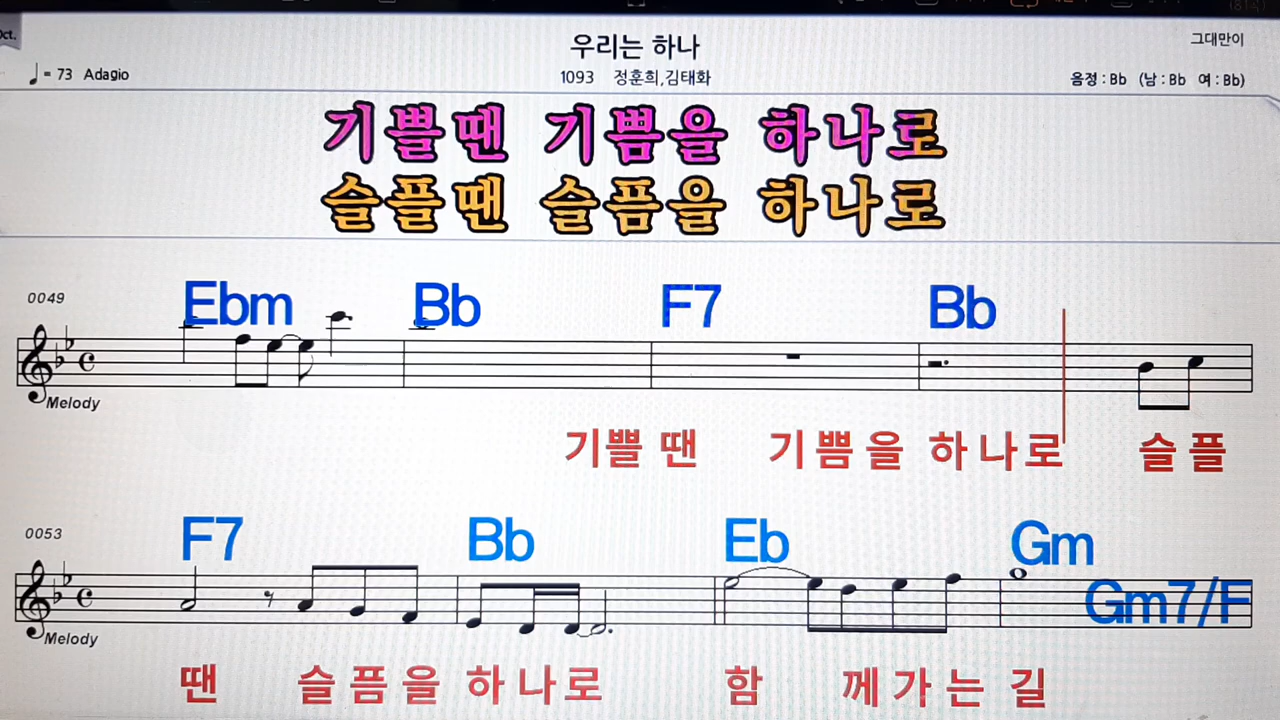 우리는 하나
그대만이
= 73 Adagio
1093 정훈희,김태화
음정 : Bb (남 : Bb 여 : Bb)
기쁠땐 기쁨을 하나로
슬플땐 슬픔을 하나로
0049
Ebm Bb F7 Bb
Melody
기쁠 땐 기쁨을 하나로 슬플
0053
F7 Bb Eb Gm
Gm7/F
Melody
땐 슬픔을 하나로 함 께가는 길